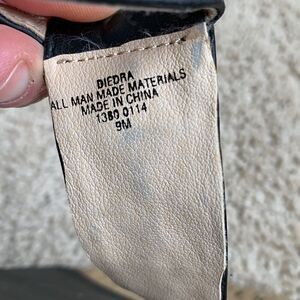 DIEDRA
ALL MAN MADE MATERIALS
MADE IN CHINA
1380 0114
9M